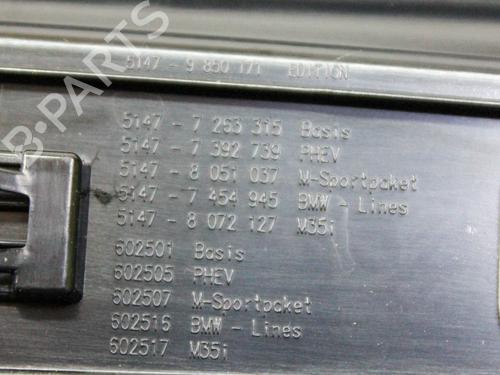 5147 - 9 850 171 EDITION
5147 - 7 265 315 Basis
5147 - 7 392 739 PHEV
5147 - 8 051 037 M-Sportpaket
5147 - 7 454 945 BMW - Lines
5147 - 8 072 127 M35i
602501 Basis
602505 PHEV
602507 M-Sportpaket
602516 BMW - Lines
602517 M35i
B-PARTS